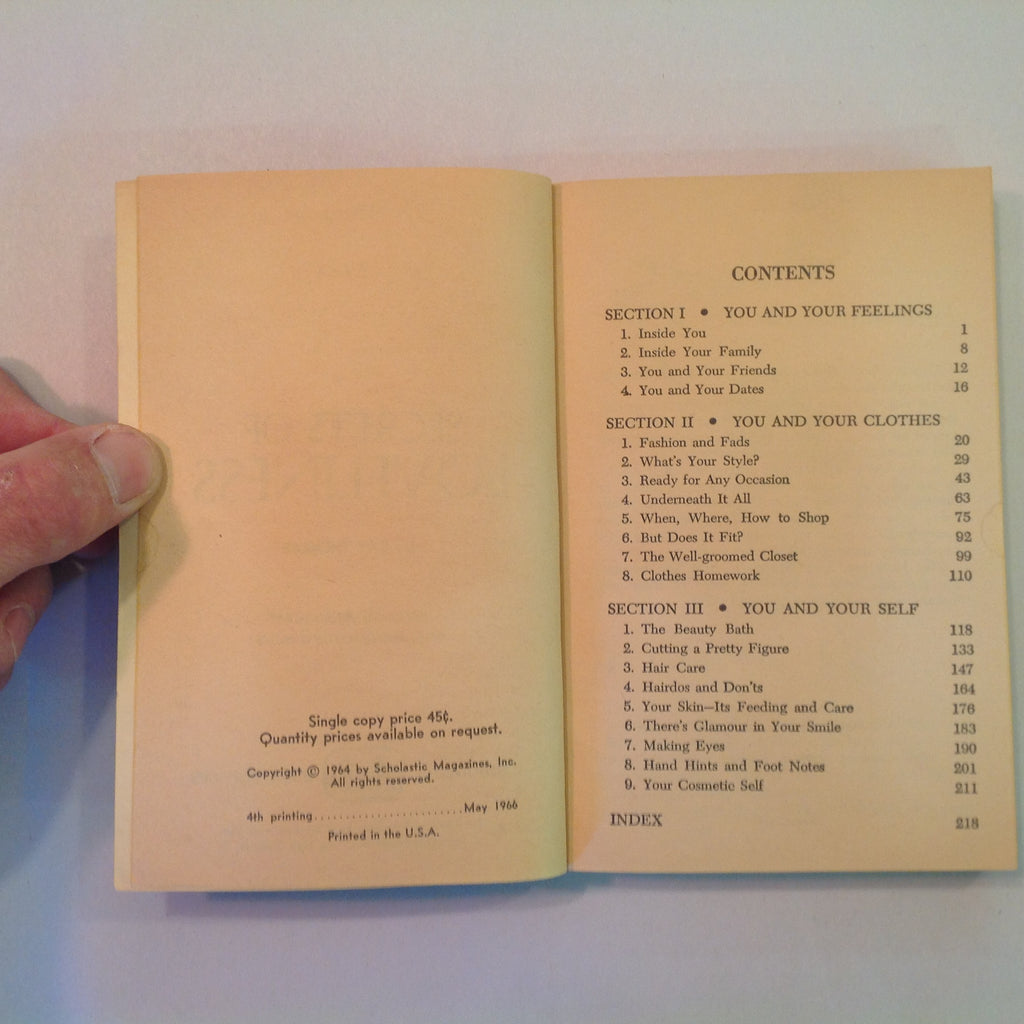 Single copy price 45¢.
Quantity prices available on request.
Copyright © 1964 by Scholastic Magazines, Inc.
All rights reserved.
4th printing........................May 1966
Printed in the U.S.A.
CONTENTS
SECTION I • YOU AND YOUR FEELINGS
1. Inside You 1
2. Inside Your Family 8
3. You and Your Friends 12
4. You and Your Dates 16
SECTION II • YOU AND YOUR CLOTHES
1. Fashion and Fads 20
2. What's Your Style? 29
3. Ready for Any Occasion 43
4. Underneath It All 63
5. When, Where, How to Shop 75
6. But Does It Fit? 92
7. The Well-groomed Closet 99
8. Clothes Homework 110
SECTION III • YOU AND YOUR SELF
1. The Beauty Bath 118
2. Cutting a Pretty Figure 133
3. Hair Care 147
4. Hairdos and Don'ts 164
5. Your Skin—Its Feeding and Care 176
6. There's Glamour in Your Smile 183
7. Making Eyes 190
8. Hand Hints and Foot Notes 201
9. Your Cosmetic Self 211
INDEX 218